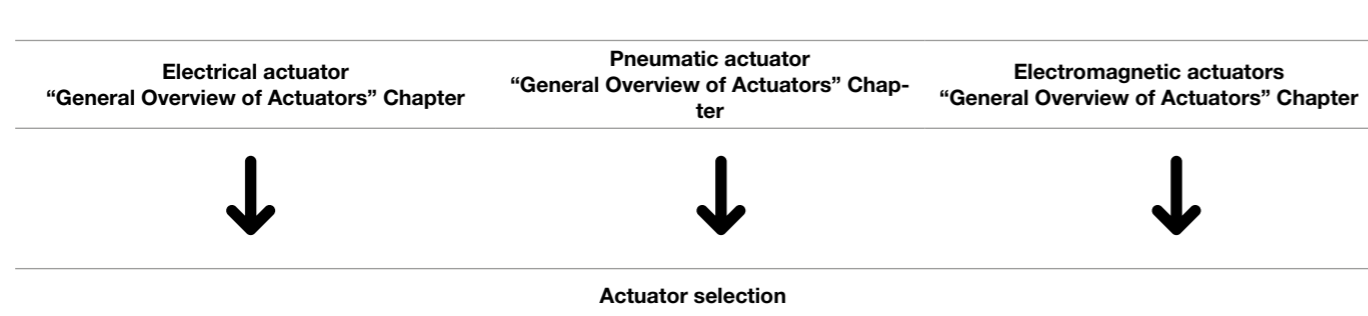 Electrical actuator
“General Overview of Actuators” Chapter
Pneumatic actuator
“General Overview of Actuators” Chap-
ter
Electromagnetic actuators
“General Overview of Actuators” Chapter
Actuator selection